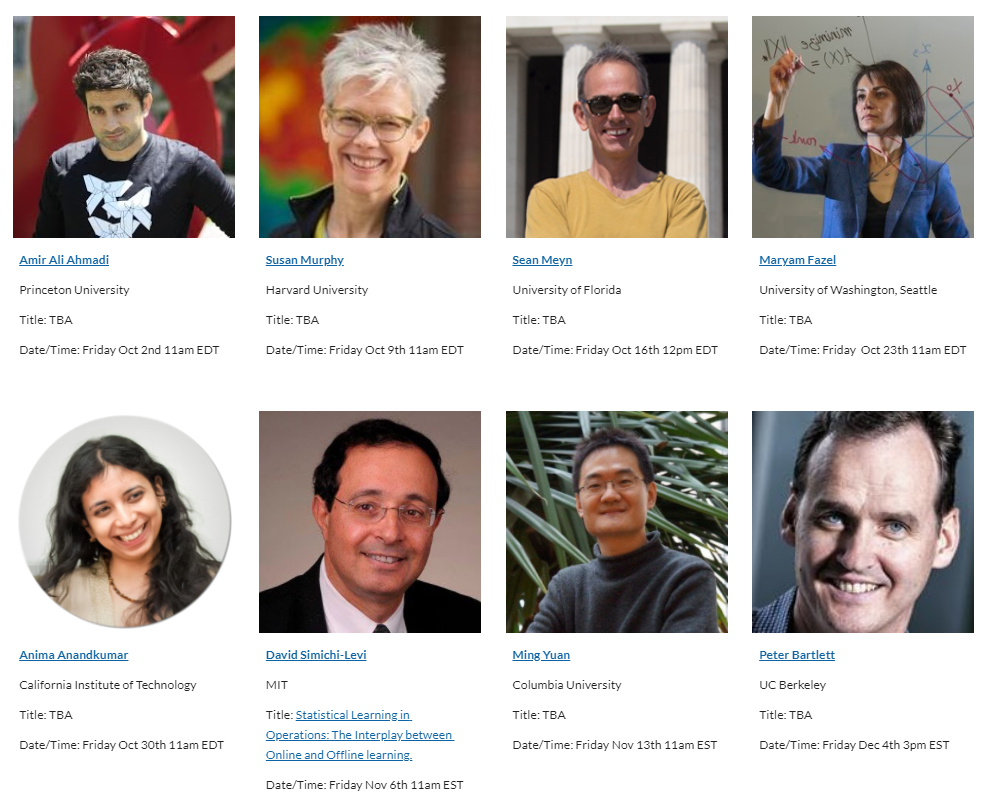 minimize
Amir Ali Ahmadi
Princeton University
Title: TBA
Date/Time: Friday Oct 2nd 11am EDT
Susan Murphy
Harvard University
Title: TBA
Date/Time: Friday Oct 9th 11am EDT
Sean Meyn
University of Florida
Title: TBA
Date/Time: Friday Oct 16th 12pm EDT
Maryam Fazel
University of Washington, Seattle
Title: TBA
Date/Time: Friday  Oct 23th 11am EDT
Anima Anandkumar
California Institute of Technology
Title: TBA
Date/Time: Friday Oct 30th 11am EDT
David Simichi-Levi
MIT
Title: Statistical Learning in
Operations: The Interplay between
Online and Offline learning.
Date/Time: Friday Nov 6th 11am EST
Ming Yuan
Columbia University
Title: TBA
Date/Time: Friday Nov 13th 11am EST
Peter Bartlett
UC Berkeley
Title: TBA
Date/Time: Friday Dec 4th 3pm EST